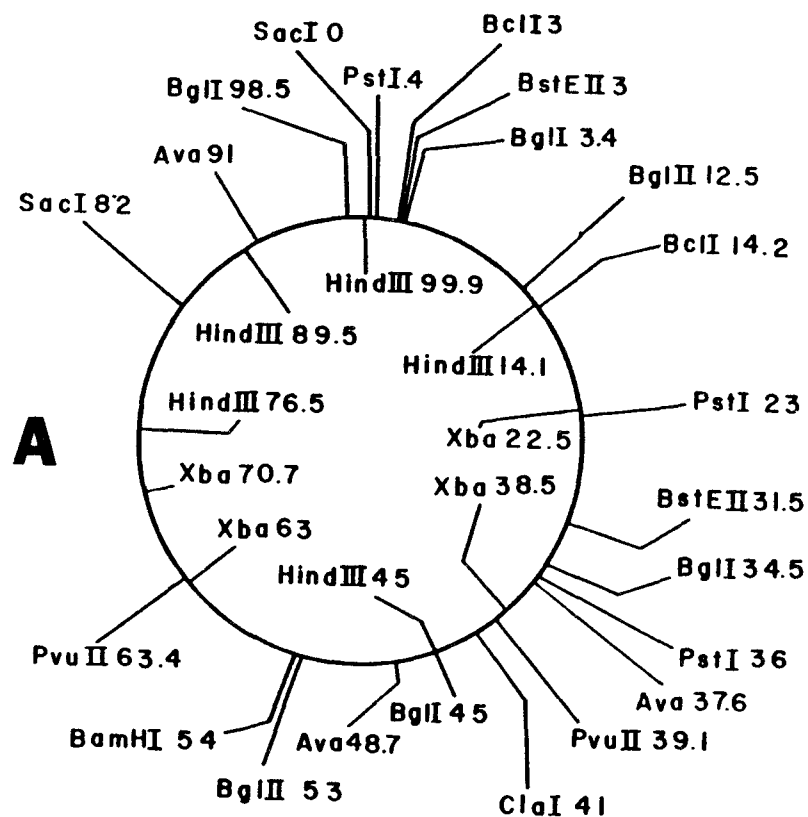 SacI 0
BclI 3
PstI .4
BstEII 3
BglI 98.5
BglI 3.4
Ava 91
BglII 12.5
SacI 82
BclI 14.2
HindIII 99.9
HindIII 89.5
HindIII 14.1
HindIII 76.5
PstI 23
A
Xba 22.5
Xba 70.7
Xba 38.5
BstEII 31.5
Xba 63
BglI 34.5
HindIII 45
PvuII 63.4
PstI 36
Ava 37.6
BglI 45
BamHI 54
Ava 48.7
PvuII 39.1
BglII 53
ClaI 41